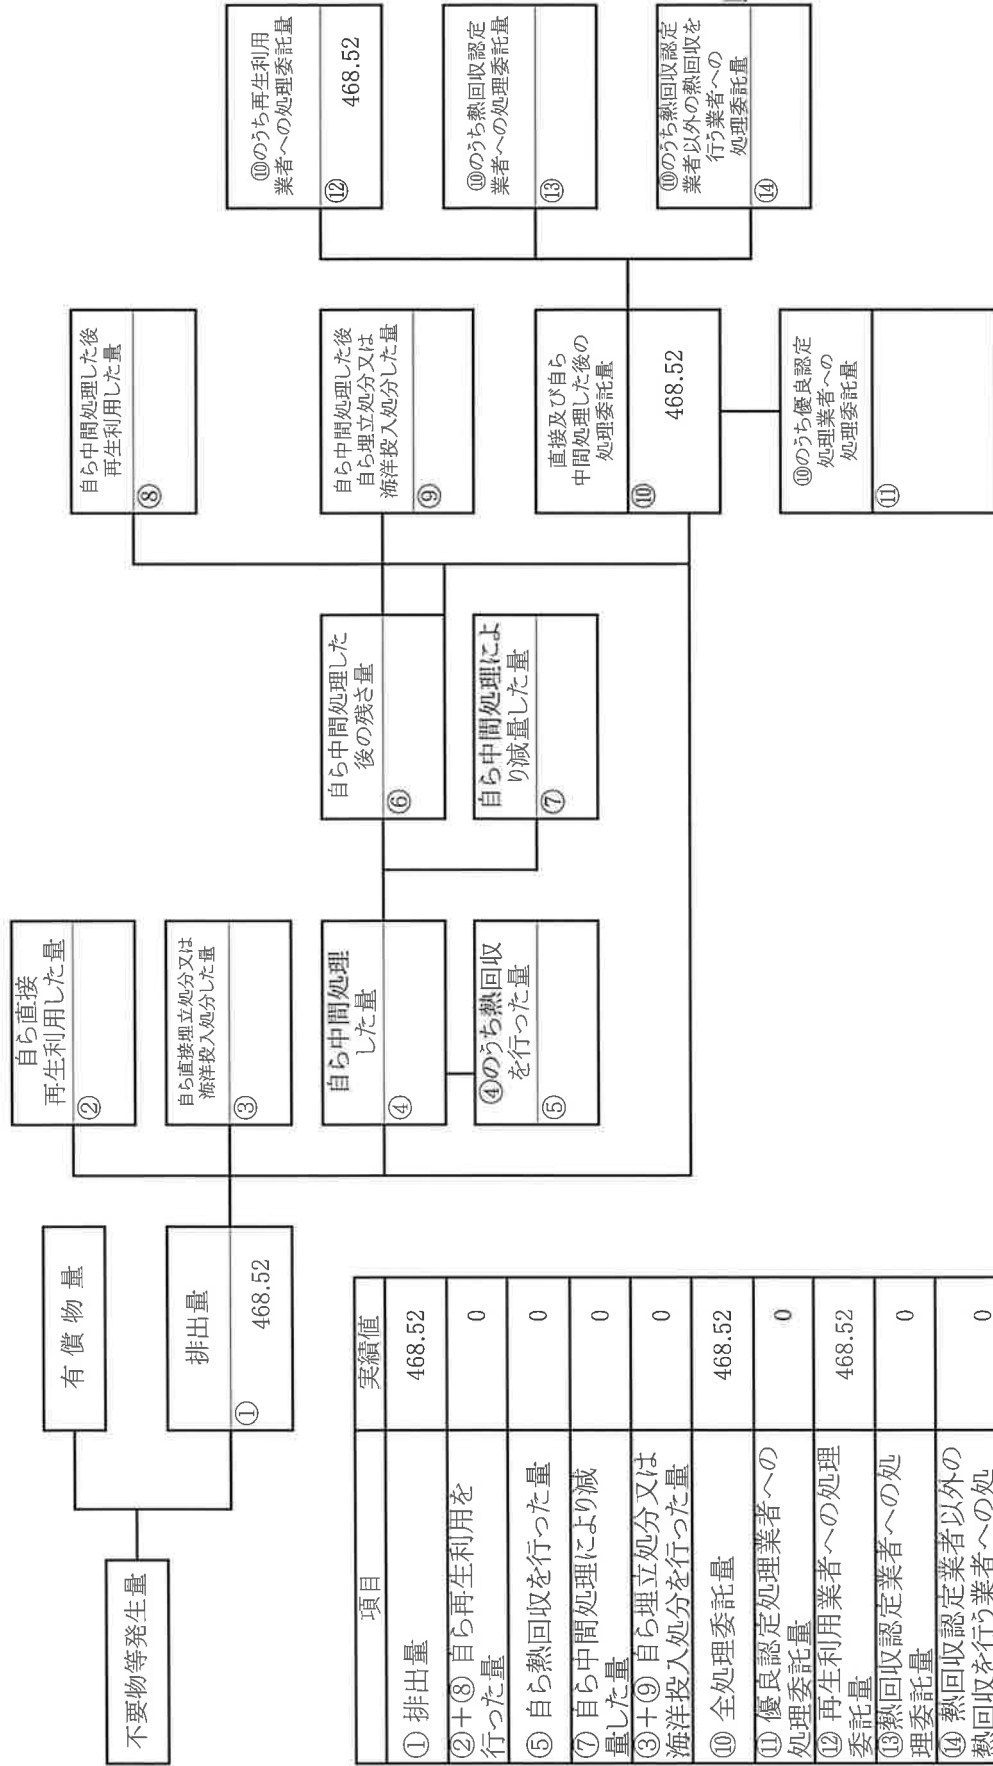 不要物等発生量
有償物量
排出量
①
468.52
自ら直接
再生利用した量
②
自ら直接埋立処分又は
海洋投入処分した量
③
自ら中間処理
した量
④
④のうち熱回収
を行った量
⑤
自ら中間処理した
後の残さ量
⑥
自ら中間処理によ
り減量した量
⑦
自ら中間処理した後
再生利用した量
⑧
自ら中間処理した後
自ら埋立処分又は
海洋投入処分した量
⑨
直接及び自ら
中間処理した後の
処理委託量
⑩
468.52
⑩のうち優良認定
処理業者への
処理委託量
⑪
⑩のうち再生利用
業者への処理委託量
⑫
468.52
⑩のうち熱回収認定
業者への処理委託量
⑬
⑩のうち熱回収認定
業者以外の熱回収を
行う業者への
処理委託量
⑭
項目 実績値
①排出量 468.52
②+⑧ 自ら再生利用を
行った量 0
⑤ 自ら熱回収を行った量 0
⑦ 自ら中間処理により減
量した量 0
③+⑨ 自ら埋立処分又は
海洋投入処分を行った量 0
⑩ 全処理委託量 468.52
⑪ 優良認定処理業者への
処理委託量 0
⑫ 再生利用業者への処理
委託量 468.52
⑬熱回収認定業者への処
理委託量 0
⑭ 熱回収認定業者以外の
熱回収を行う業者への処 0